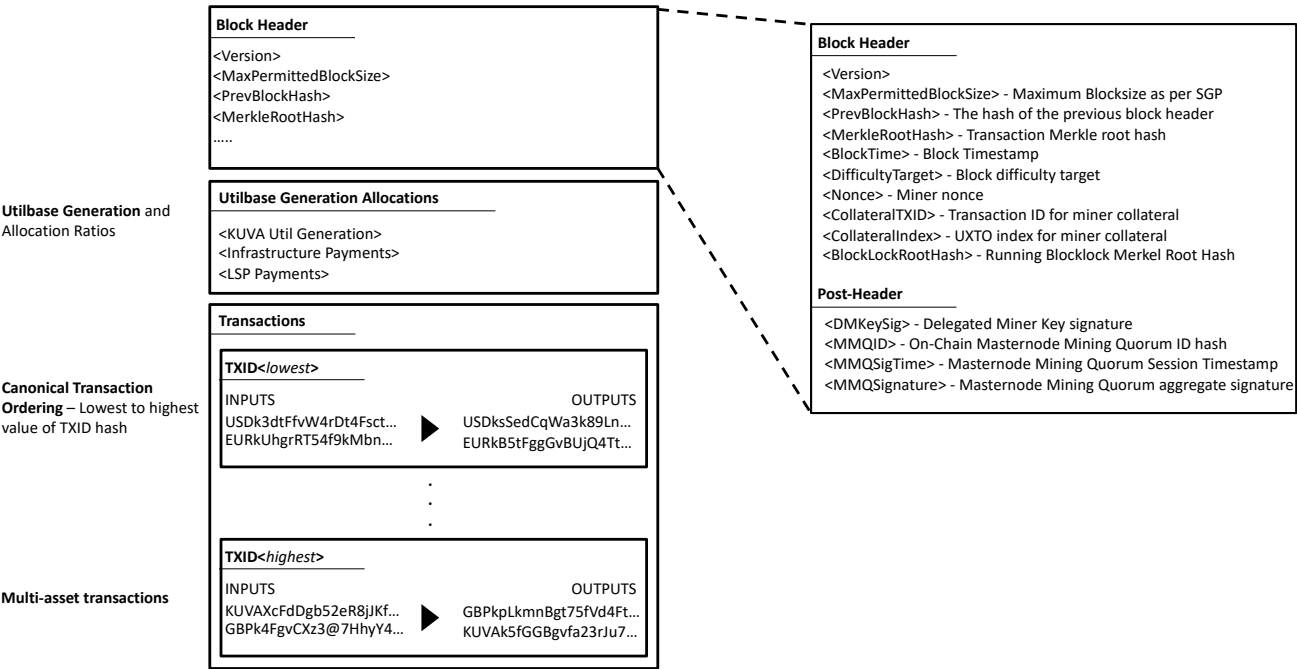 Block Header
<Version>
<MaxPermittedBlockSize>
<PrevBlockHash>
<MerkleRootHash>
…..
Utilbase Generation and
Allocation Ratios
Utilbase Generation Allocations
<KUVA Util Generation>
<Infrastructure Payments>
<LSP Payments>
Canonical Transaction
Ordering – Lowest to highest
value of TXID hash
Multi-asset transactions
Transactions
TXID<lowest>
INPUTS
USDk3dtFfvW4rDt4Fsct…
EURkUhgrRT54f9kMbn…
OUTPUTS
USDksSedCqWa3k89Ln…
EURkB5tFggGvBUjQ4Tt…
.
.
.
TXID<highest>
INPUTS
KUVAXcFdDgb52eR8jJKf…
GBPk4FgvCXz3@7HhyY4…
OUTPUTS
GBPkpLkmnBgt75fVd4Ft…
KUVAk5fGGBgvfa23rJu7…
Block Header
<Version>
<MaxPermittedBlockSize> - Maximum Blocksize as per SGP
<PrevBlockHash> - The hash of the previous block header
<MerkleRootHash> - Transaction Merkle root hash
<BlockTime> - Block Timestamp
<DifficultyTarget> - Block difficulty target
<Nonce> - Miner nonce
<CollateralTXID> - Transaction ID for miner collateral
<CollateralIndex> - UXTO index for miner collateral
<BlockLockRootHash> - Running Blocklock Merkel Root Hash
Post-Header
<DMKeySig> - Delegated Miner Key signature
<MMQID> - On-Chain Masternode Mining Quorum ID hash
<MMQSigTime> - Masternode Mining Quorum Session Timestamp
<MMQSignature> - Masternode Mining Quorum aggregate signature